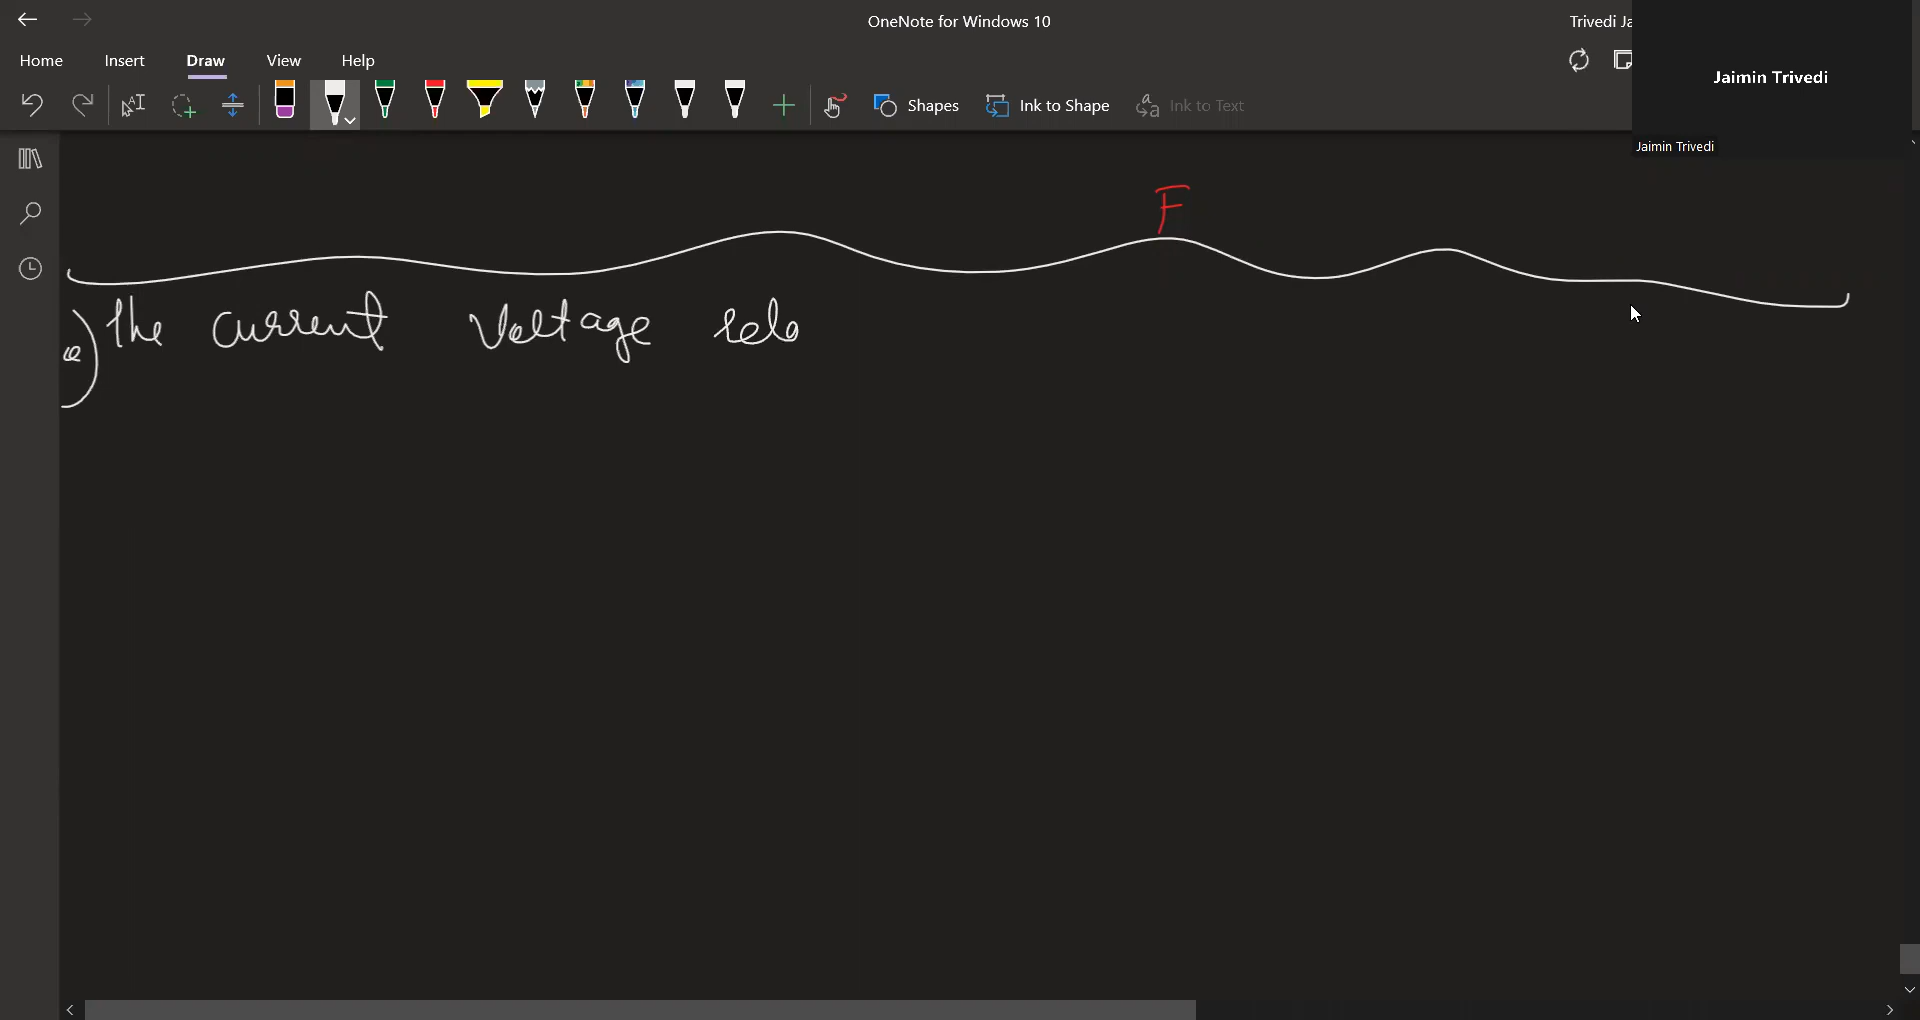 OneNote for Windows 10
Trivedi Ja
Home Insert Draw View Help
Jaimin Trivedi
Shapes Ink to Shape Ink to Text
Jaimin Trivedi
F
the current voltage rela